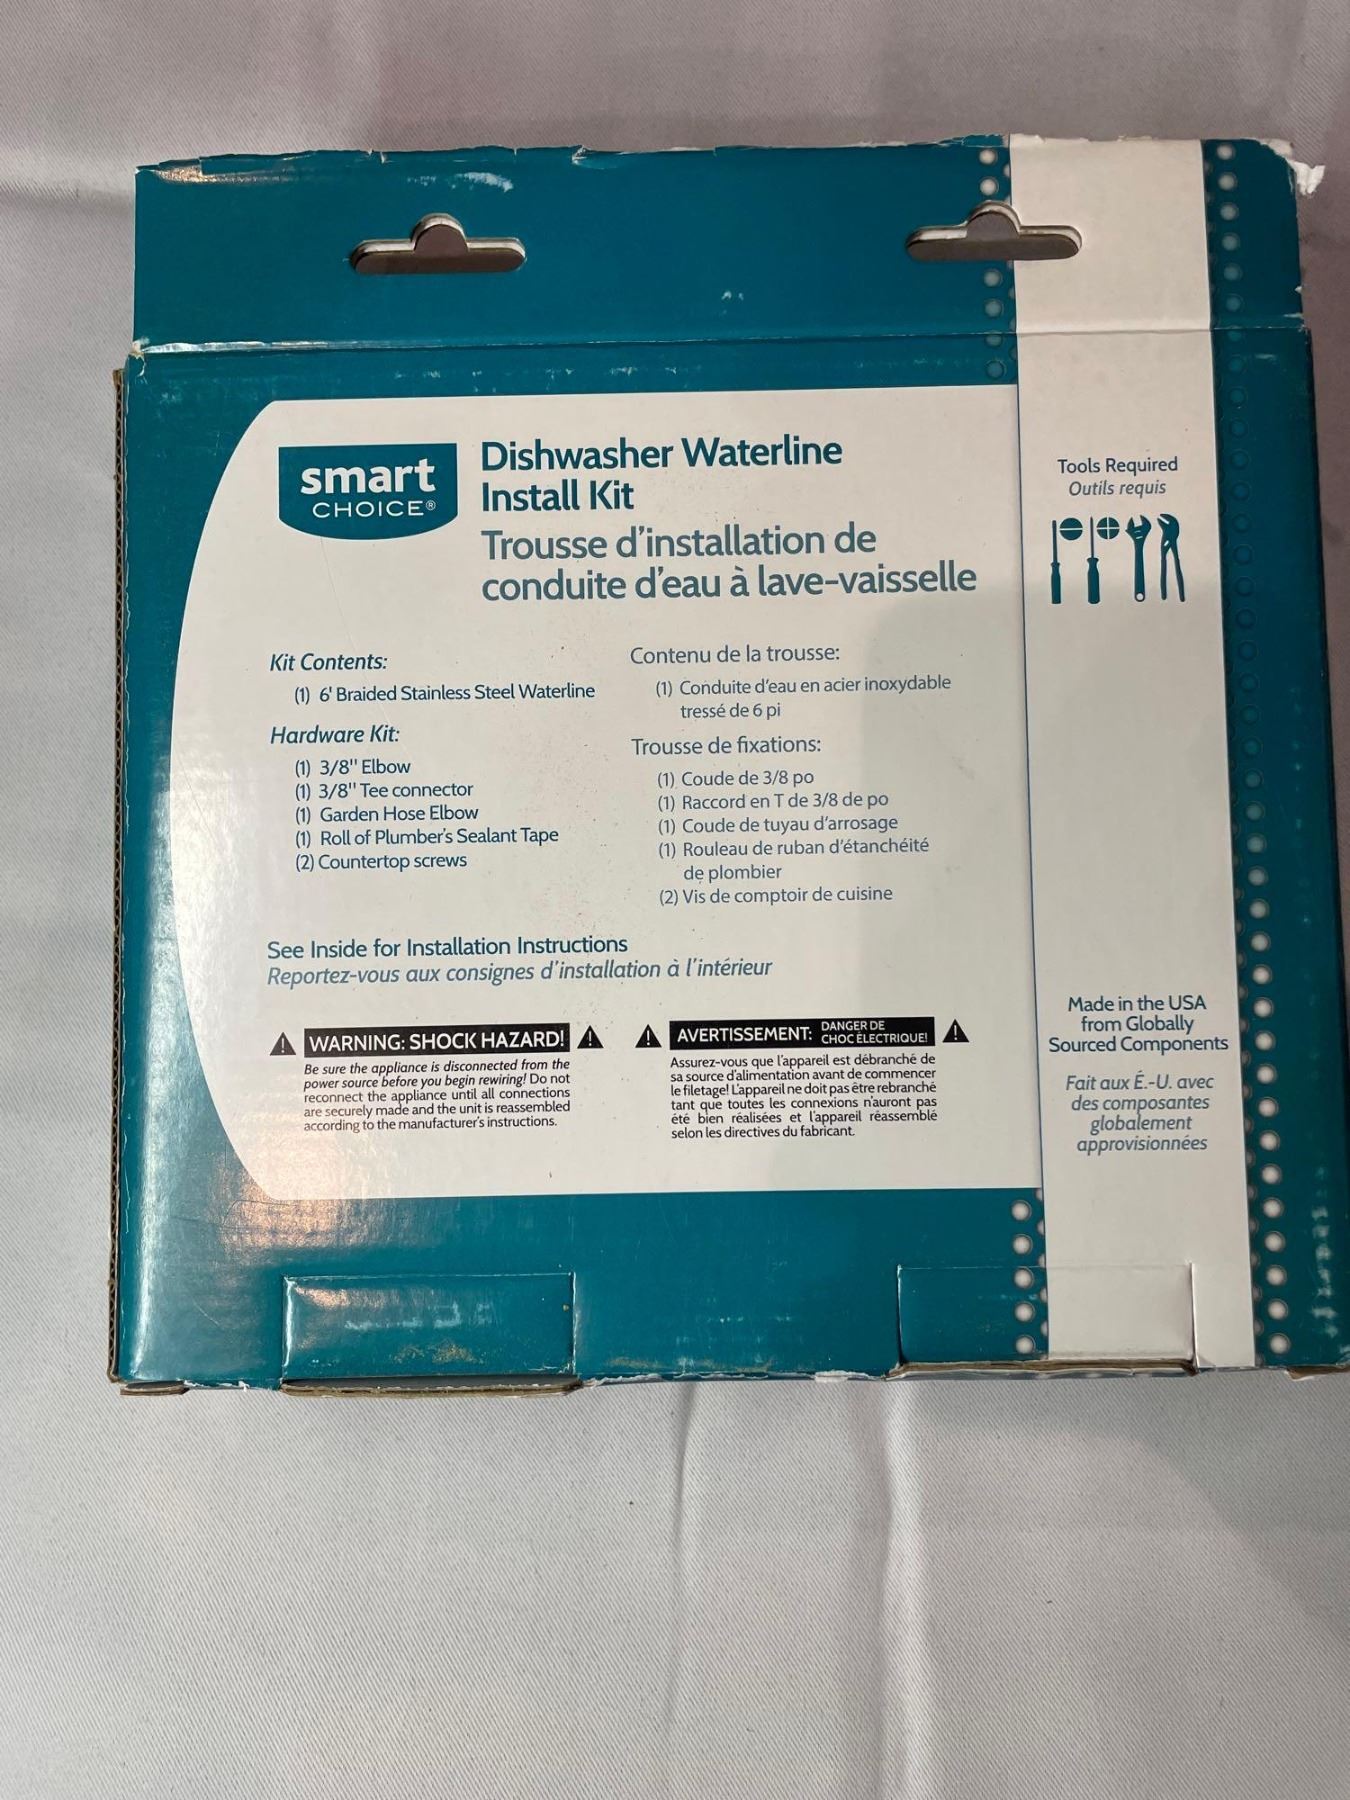 smart
CHOICE®
Dishwasher Waterline
Install Kit
Trousse d'installation de
conduite d'eau à lave-vaisselle
Kit Contents:
(1) 6' Braided Stainless Steel Waterline
Hardware Kit:
(1) 3/8" Elbow
(1) 3/8" Tee connector
(1) Garden Hose Elbow
(1) Roll of Plumber's Sealant Tape
(2) Countertop screws
Contenu de la trousse:
(1) Conduite d'eau en acier inoxydable
tressé de 6 pi
Trousse de fixations:
(1) Coude de 3/8 po
(1) Raccord en T de 3/8 de po
(1) Coude de tuyau d'arrosage
(1) Rouleau de ruban d'étanchéité
de plombier
(2) Vis de comptoir de cuisine
See Inside for Installation Instructions
Reportez-vous aux consignes d'installation à l'intérieur
WARNING: SHOCK HAZARD!
Be sure the appliance is disconnected from the
power source before you begin rewiring! Do not
reconnect the appliance until all connections
are securely made and the unit is reassembled
according to the manufacturer's instructions.
AVERTISSEMENT: DANGER DE
CHOC ÉLECTRIQUE!
Assurez-vous que l'appareil est débranché de
sa source d'alimentation avant de commencer
le filetage! L'appareil ne doit pas être rebranché
tant que toutes les connexions n'auront pas
été bien réalisées et l'appareil réassemblé
selon les directives du fabricant.
Tools Required
Outils requis
Made in the USA
from Globally
Sourced Components
Fait aux É.-U. avec
des composantes
globalement
approvisionnées